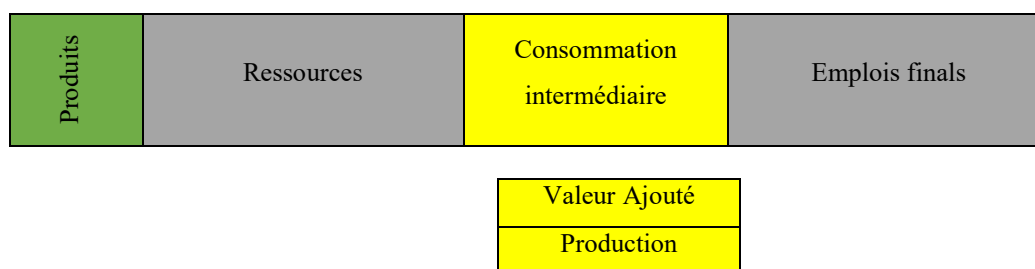 Produits
Ressources
Consommation
intermédiaire
Emplois finals
Valeur Ajouté
Production